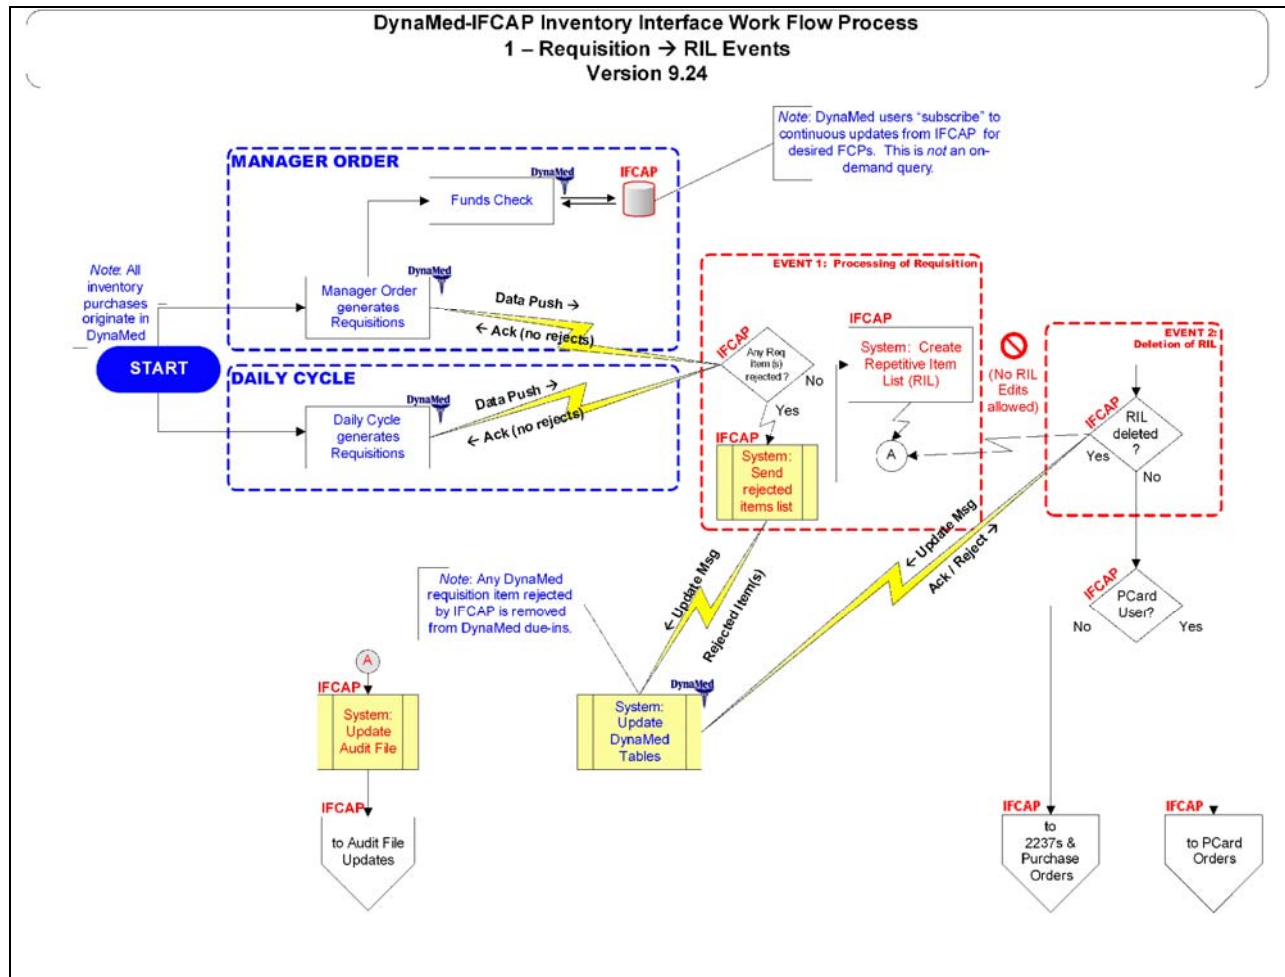 DynaMed-IFCAP Inventory Interface Work Flow Process
1 – Requisition → RIL Events
Version 9.24
Note: DynaMed users “subscribe” to
continuous updates from IFCAP for
desired FCPs. This is not an on-
demand query.
MANAGER ORDER
DynaMed
IFCAP
Funds Check
Note: All
inventory
purchases
originate in
DynaMed
DynaMed
Manager Order
generates
Requisitions
Data Push →
← Ack (no rejects)
START
DAILY CYCLE
DynaMed
Daily Cycle
generates
Requisitions
Data Push →
← Ack (no rejects)
EVENT 1: Processing of Requisition
IFCAP
Any Req
Item (s)
rejected ?
No
Yes
IFCAP
System: Create
Repetitive Item
List (RIL)
A
IFCAP
System:
Send
rejected
items list
(No RIL
Edits
allowed)
EVENT 2:
Deletion of RIL
IFCAP
RIL
deleted
?
Yes
No
← Update Msg
Ack / Reject →
← Update Msg
Rejected Item(s)
IFCAP
PCard
User?
No
Yes
Note: Any DynaMed
requisition item rejected
by IFCAP is removed
from DynaMed due-ins.
A
IFCAP
System:
Update
Audit File
DynaMed
System:
Update
DynaMed
Tables
IFCAP
to Audit File
Updates
IFCAP
to
2237s &
Purchase
Orders
IFCAP
to PCard
Orders